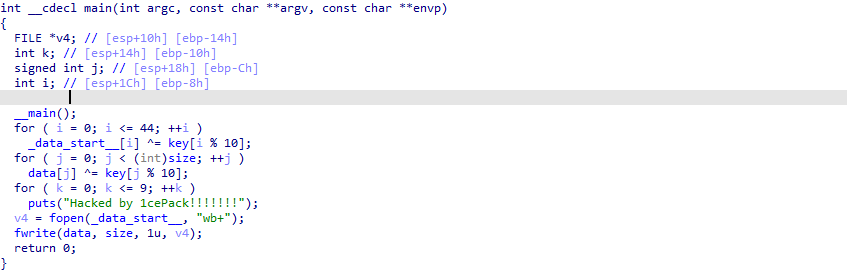 int __cdecl main(int argc, const char **argv, const char **envp)
{
  FILE *v4; // [esp+10h] [ebp-14h]
  int k; // [esp+14h] [ebp-10h]
  signed int j; // [esp+18h] [ebp-Ch]
  int i; // [esp+1Ch] [ebp-8h]

  __main();
  for ( i = 0; i <= 44; ++i )
    _data_start__[i] ^= key[i % 10];
  for ( j = 0; j < (int)size; ++j )
    data[j] ^= key[j % 10];
  for ( k = 0; k <= 9; ++k )
    puts("Hacked by 1cePack!!!!!!!");
  v4 = fopen(_data_start__, "wb+");
  fwrite(data, size, 1u, v4);
  return 0;
}